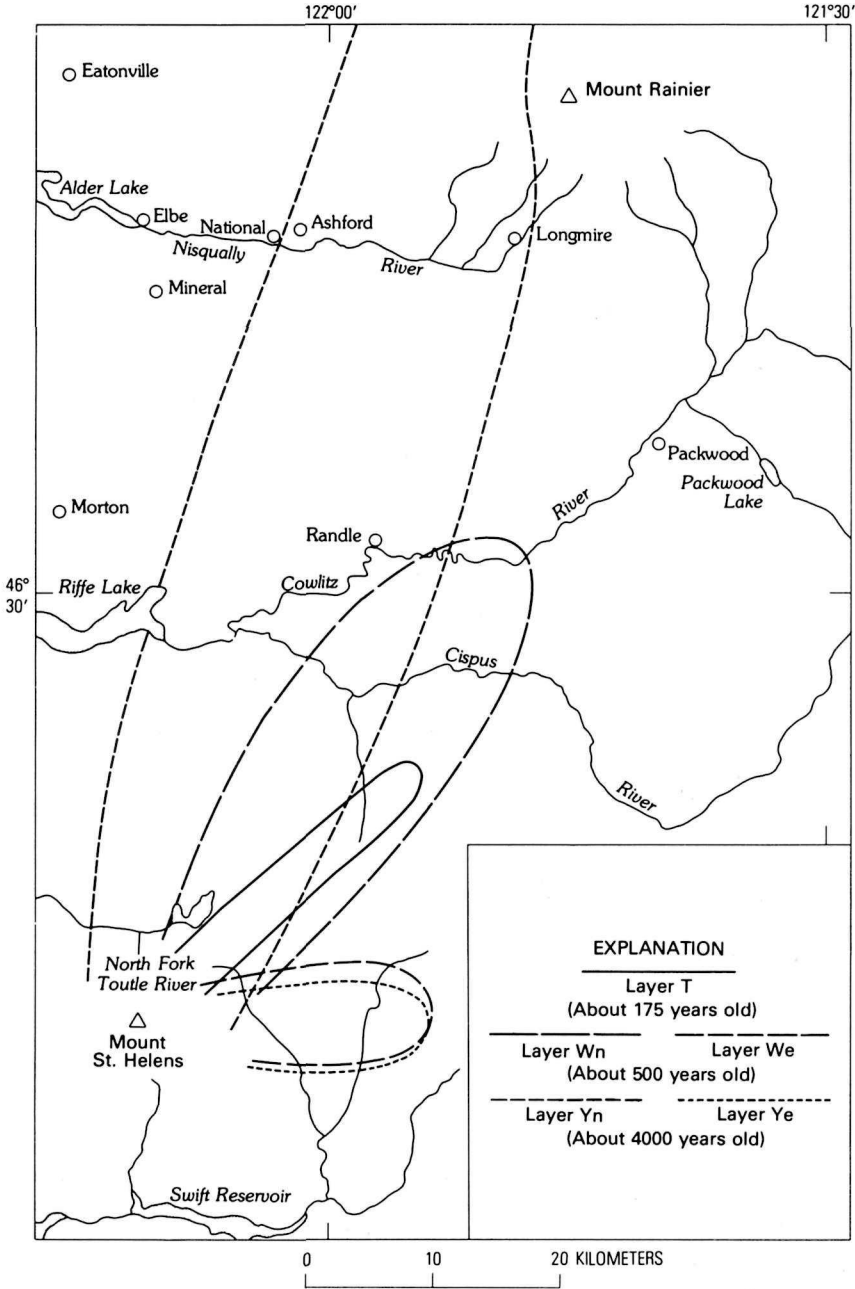 122°00′ 121°30′
Eatonville
Mount Rainier
Alder Lake
Elbe
National
Ashford
Nisqually
River
Longmire
Mineral
Packwood
Packwood
Lake
Morton
Randle
River
46°
30′
Riffe Lake
Cowlitz
Cispus
River
North Fork
Toutle River
Mount
St. Helens
Swift Reservoir
EXPLANATION
Layer T
(About 175 years old)
Layer Wn Layer We
(About 500 years old)
Layer Yn Layer Ye
(About 4000 years old)
0 10 20 KILOMETERS